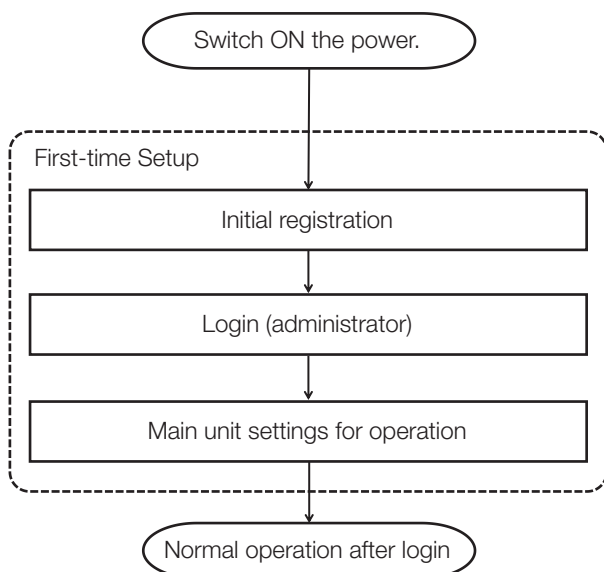 Switch ON the power.
First-time Setup
Initial registration
Login (administrator)
Main unit settings for operation
Normal operation after login